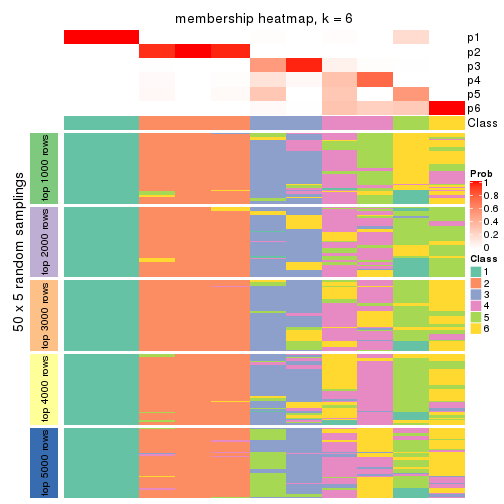 membership heatmap, k = 6
p1
p2
p3
p4
p5
p6
Class
50 x 5 random samplings
top 1000 rows
top 2000 rows
top 3000 rows
top 4000 rows
top 5000 rows
Prob
1
0.8
0.6
0.4
0.2
0
Class
1
2
3
4
5
6